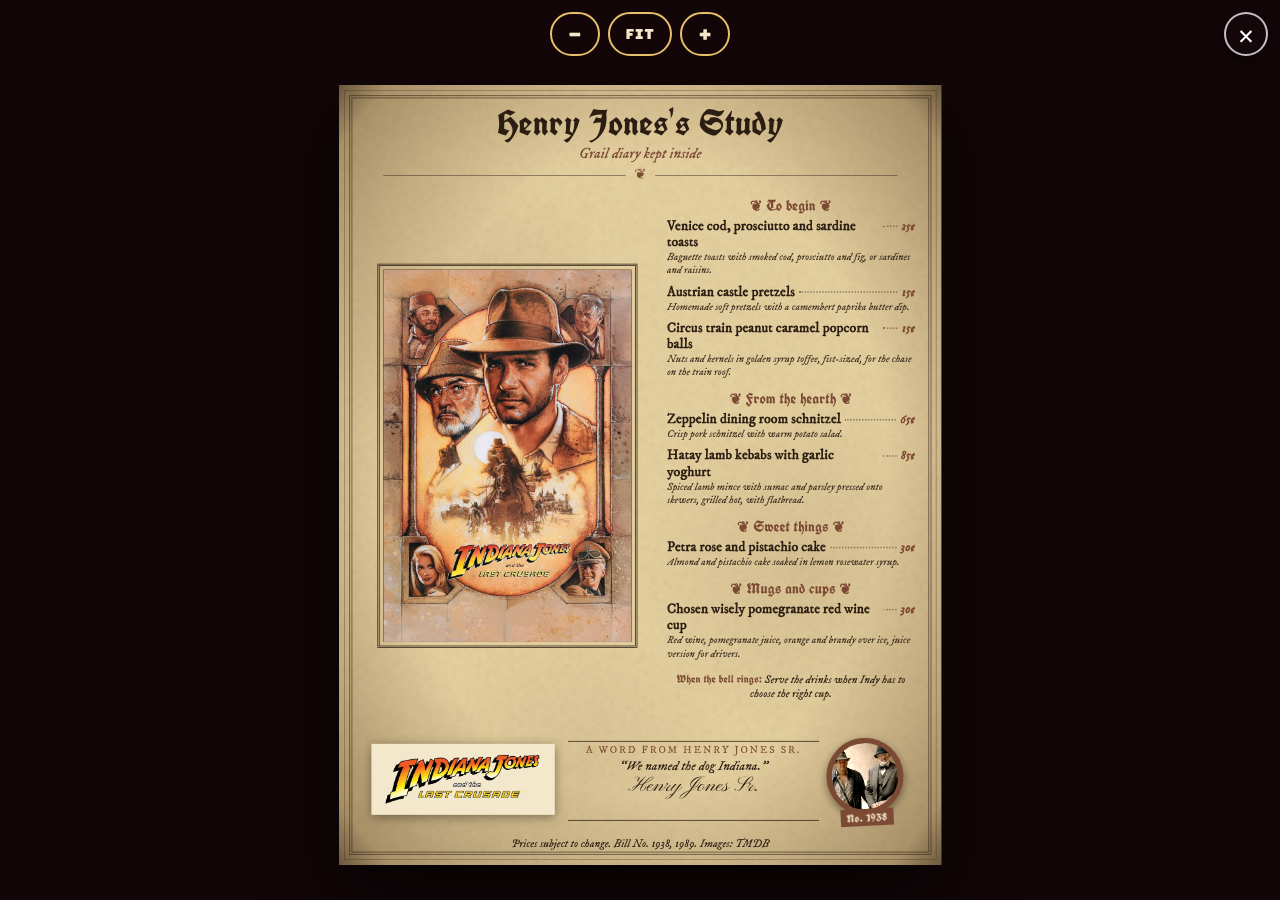 − FIT + ×
Henry Jones's Study
Grail diary kept inside
❦
❦ To begin ❦
Venice cod, prosciutto and sardine toasts 25¢
Baguette toasts with smoked cod, prosciutto and fig, or sardines
and raisins.
Austrian castle pretzels 15¢
Homemade soft pretzels with a camembert paprika butter dip.
Circus train peanut caramel popcorn balls 15¢
Nuts and kernels in golden syrup toffee, fist-sized, for the chase
on the train roof.
❦ From the hearth ❦
Zeppelin dining room schnitzel 65¢
Crisp pork schnitzel with warm potato salad.
Hatay lamb kebabs with garlic yoghurt 85¢
Spiced lamb mince with sumac and parsley pressed onto
skewers, grilled hot, with flatbread.
❦ Sweet things ❦
Petra rose and pistachio cake 30¢
Almond and pistachio cake soaked in lemon rosewater syrup.
❦ Mugs and cups ❦
Chosen wisely pomegranate red wine cup 30¢
Red wine, pomegranate juice, orange and brandy over ice, juice
version for drivers.
When the bell rings: Serve the drinks when Indy has to
choose the right cup.
INDIANA JONES
and the
LAST CRUSADE
INDIANA JONES
and the
LAST CRUSADE
A WORD FROM HENRY JONES SR.
“We named the dog Indiana.”
Henry Jones Sr.
No. 1938
Prices subject to change. Bill No. 1938, 1989. Images: TMDB